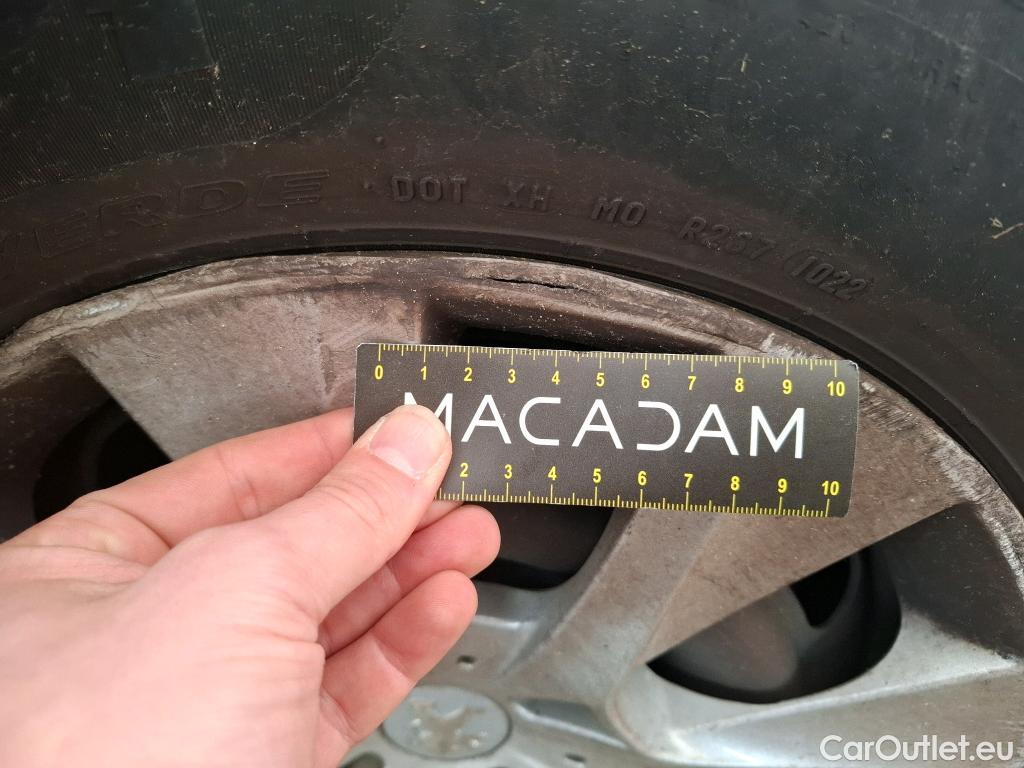 VERDE
DOT XH MO R267 1022
0 1 2 3 4 5 6 7 8 9 10
MACADAM
2 3 4 5 6 7 8 9 10
CarOutlet.eu